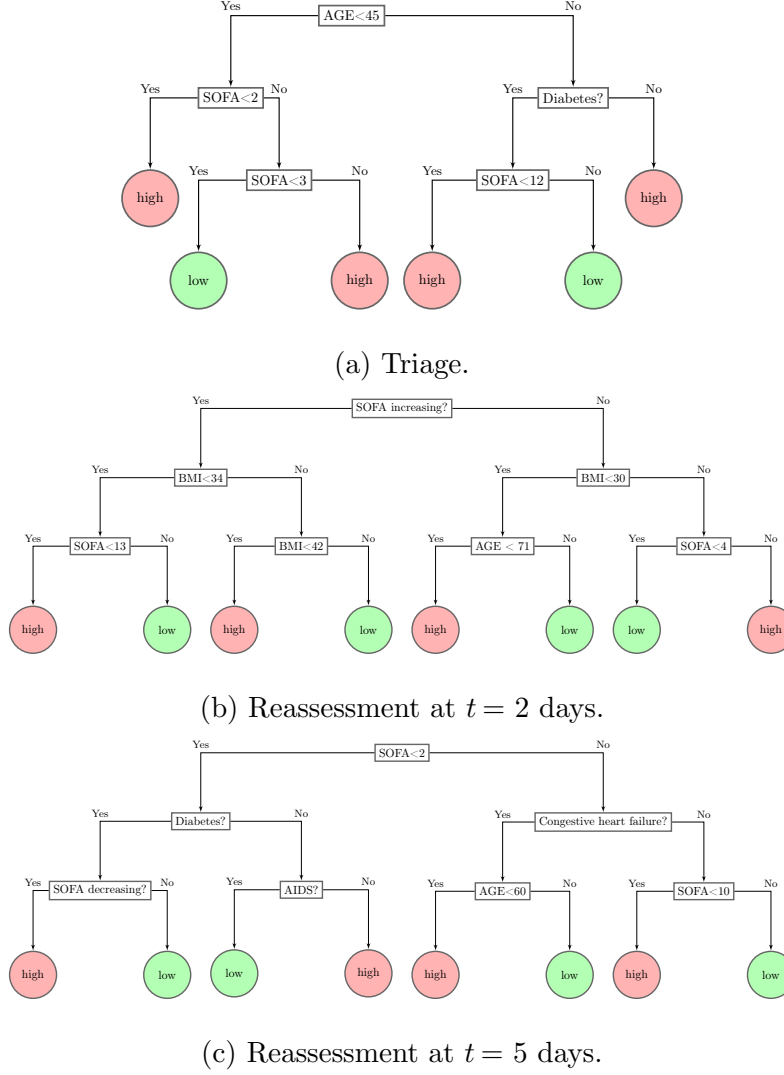 Yes AGE<45 No
Yes SOFA<2 No Yes Diabetes? No
high Yes SOFA<3 No Yes SOFA<12 No high
low high high low
(a) Triage.
Yes SOFA increasing? No
Yes BMI<34 No Yes BMI<30 No
Yes SOFA<13 No Yes BMI<42 No Yes AGE < 71 No Yes SOFA<4 No
high low high low high low low high
(b) Reassessment at t = 2 days.
Yes SOFA<2 No
Yes Diabetes? No Yes Congestive heart failure? No
Yes SOFA decreasing? No Yes AIDS? No Yes AGE<60 No Yes SOFA<10 No
high low low high high low high low
(c) Reassessment at t = 5 days.